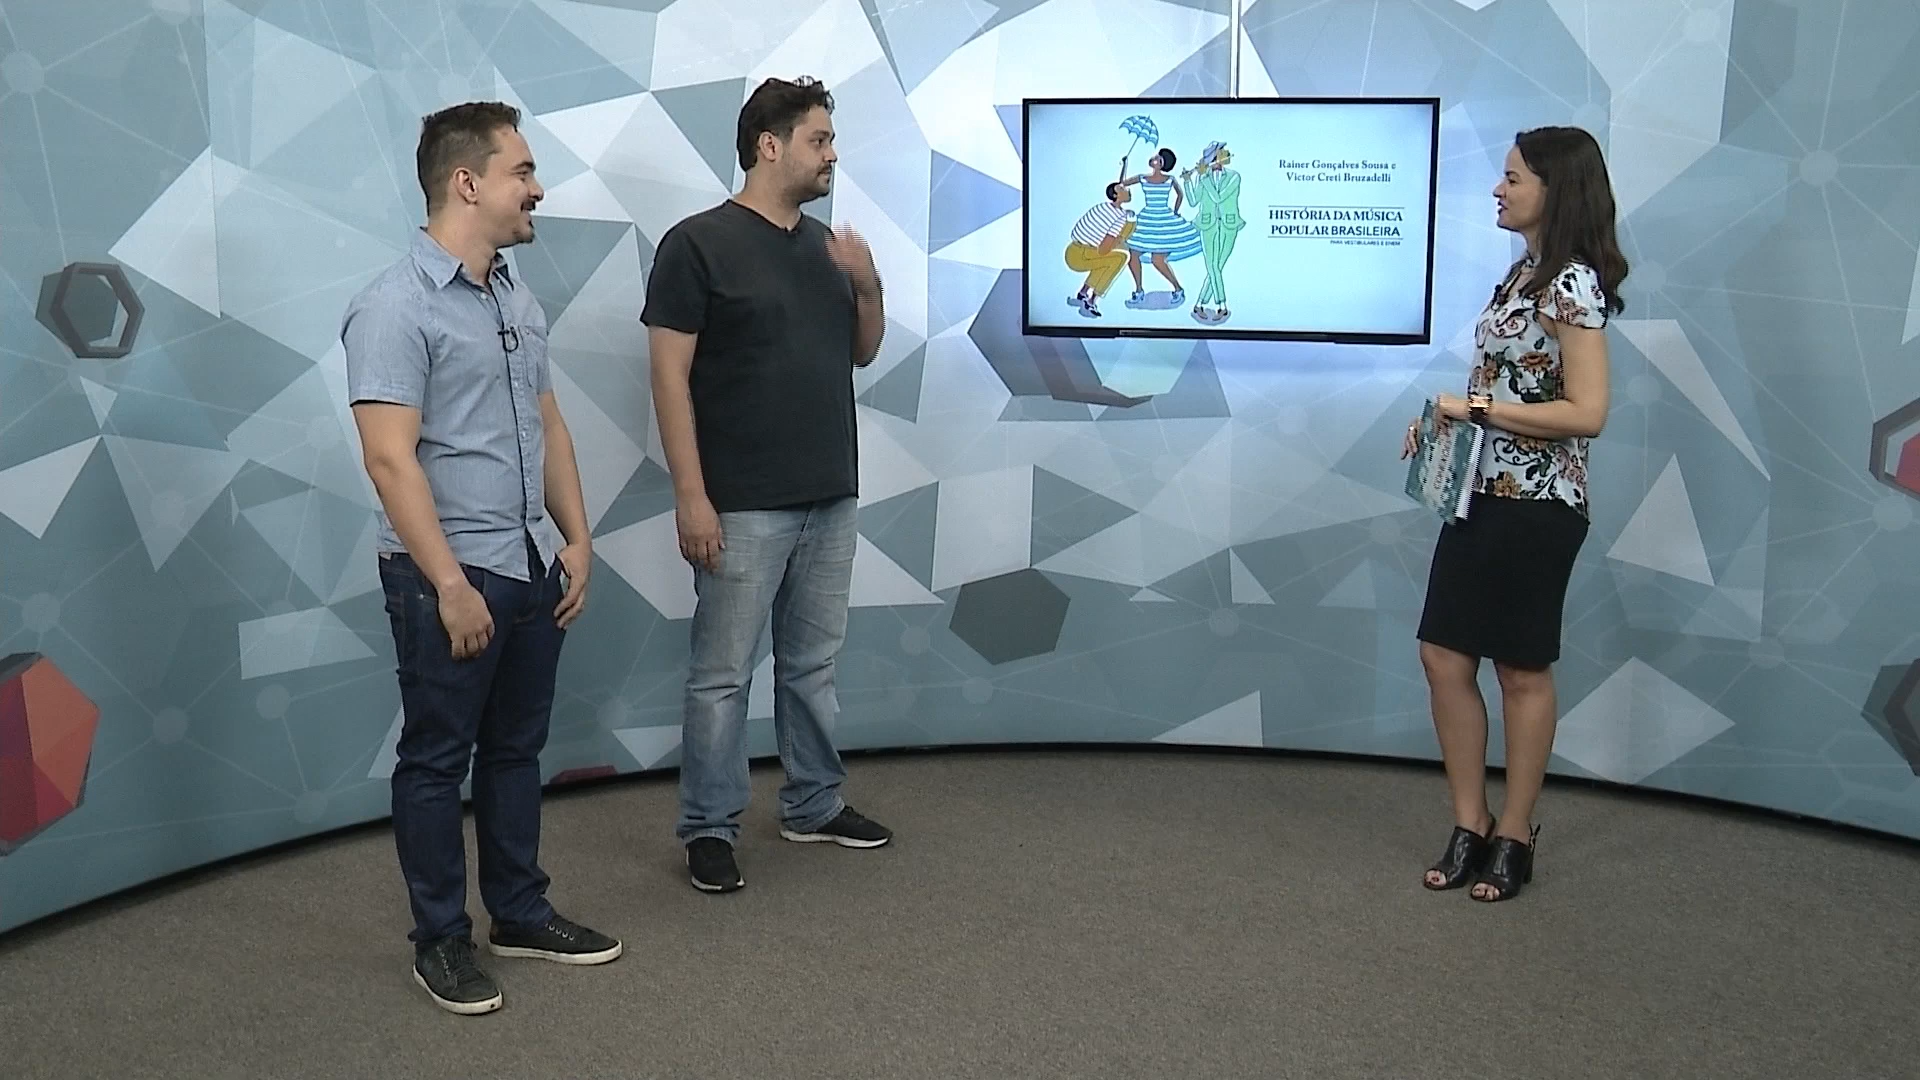 Rainer Gonçalves Sousa e
Victor Creti Bruzadelli
HISTÓRIA DA MÚSICA
POPULAR BRASILEIRA
PARA VESTIBULARES E ENEM